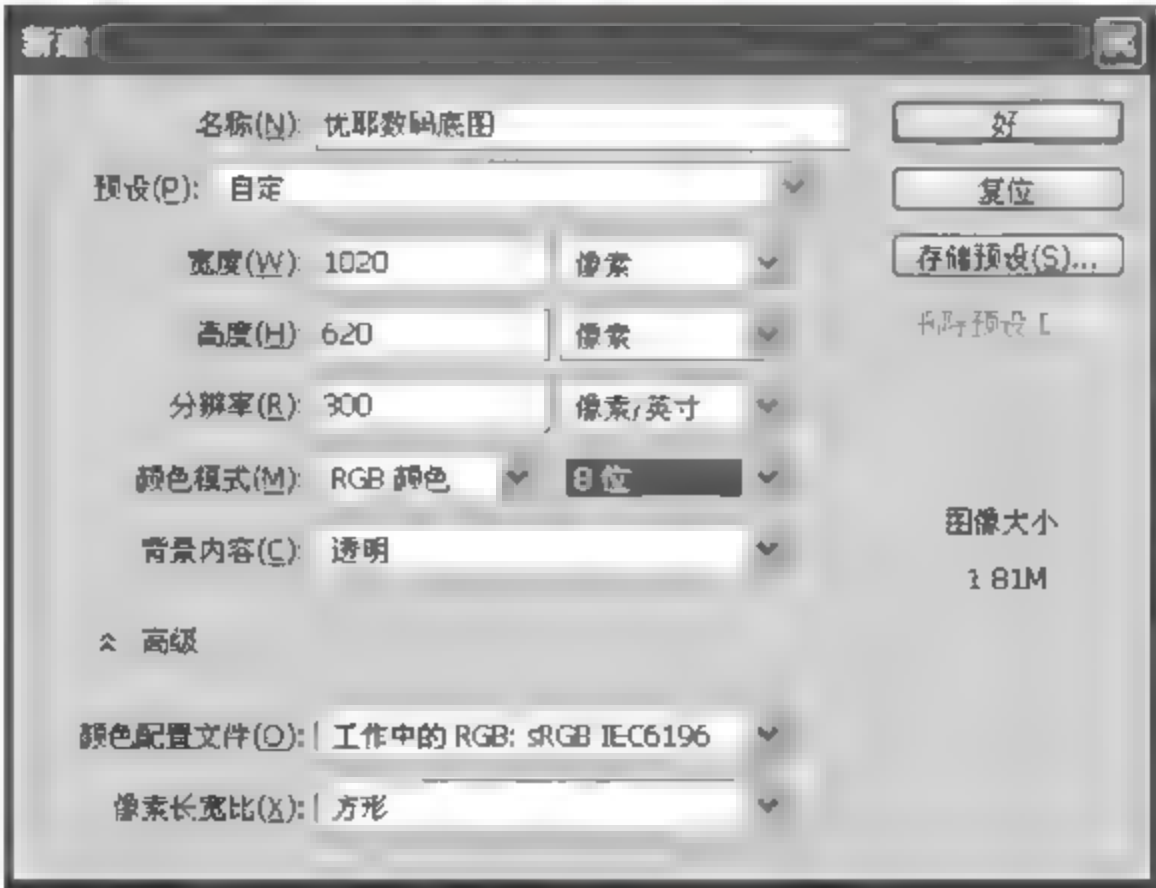 新建
名称(N): 优耶数码底图
好
预设(P): 自定
复位
宽度(W): 1020 像素
存储预设(S)...
高度(H) 620 像素
预设
分辨率(R): 300 像素/英寸
颜色模式(M): RGB 颜色 8 位
图像大小
背景内容(C): 透明
1.81M
高级
颜色配置文件(O): 工作中的 RGB: sRGB IEC6196
像素长宽比(X): 方形